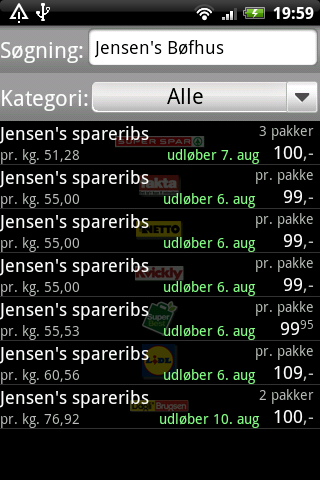 19:59
Søgning: Jensen's Bøfhus
Kategori: Alle
Jensen's spareribs 3 pakker
SUPER SPAR
pr. kg. 51,28 udløber 7. aug 100,-
Jensen's spareribs pr. pakke
fakta
pr. kg. 55,00 udløber 6. aug 99,-
Jensen's spareribs pr. pakke
NETTO
pr. kg. 55,00 udløber 6. aug 99,-
Jensen's spareribs pr. pakke
Kvickly
pr. kg. 55,00 udløber 6. aug 99,-
Jensen's spareribs pr. pakke
Super best
pr. kg. 55,53 udløber 6. aug 99 95
Jensen's spareribs pr. pakke
LIDL
pr. kg. 60,56 udløber 6. aug 109,-
Jensen's spareribs 2 pakker
Dagli'Brugsen
pr. kg. 76,92 udløber 10. aug 100,-